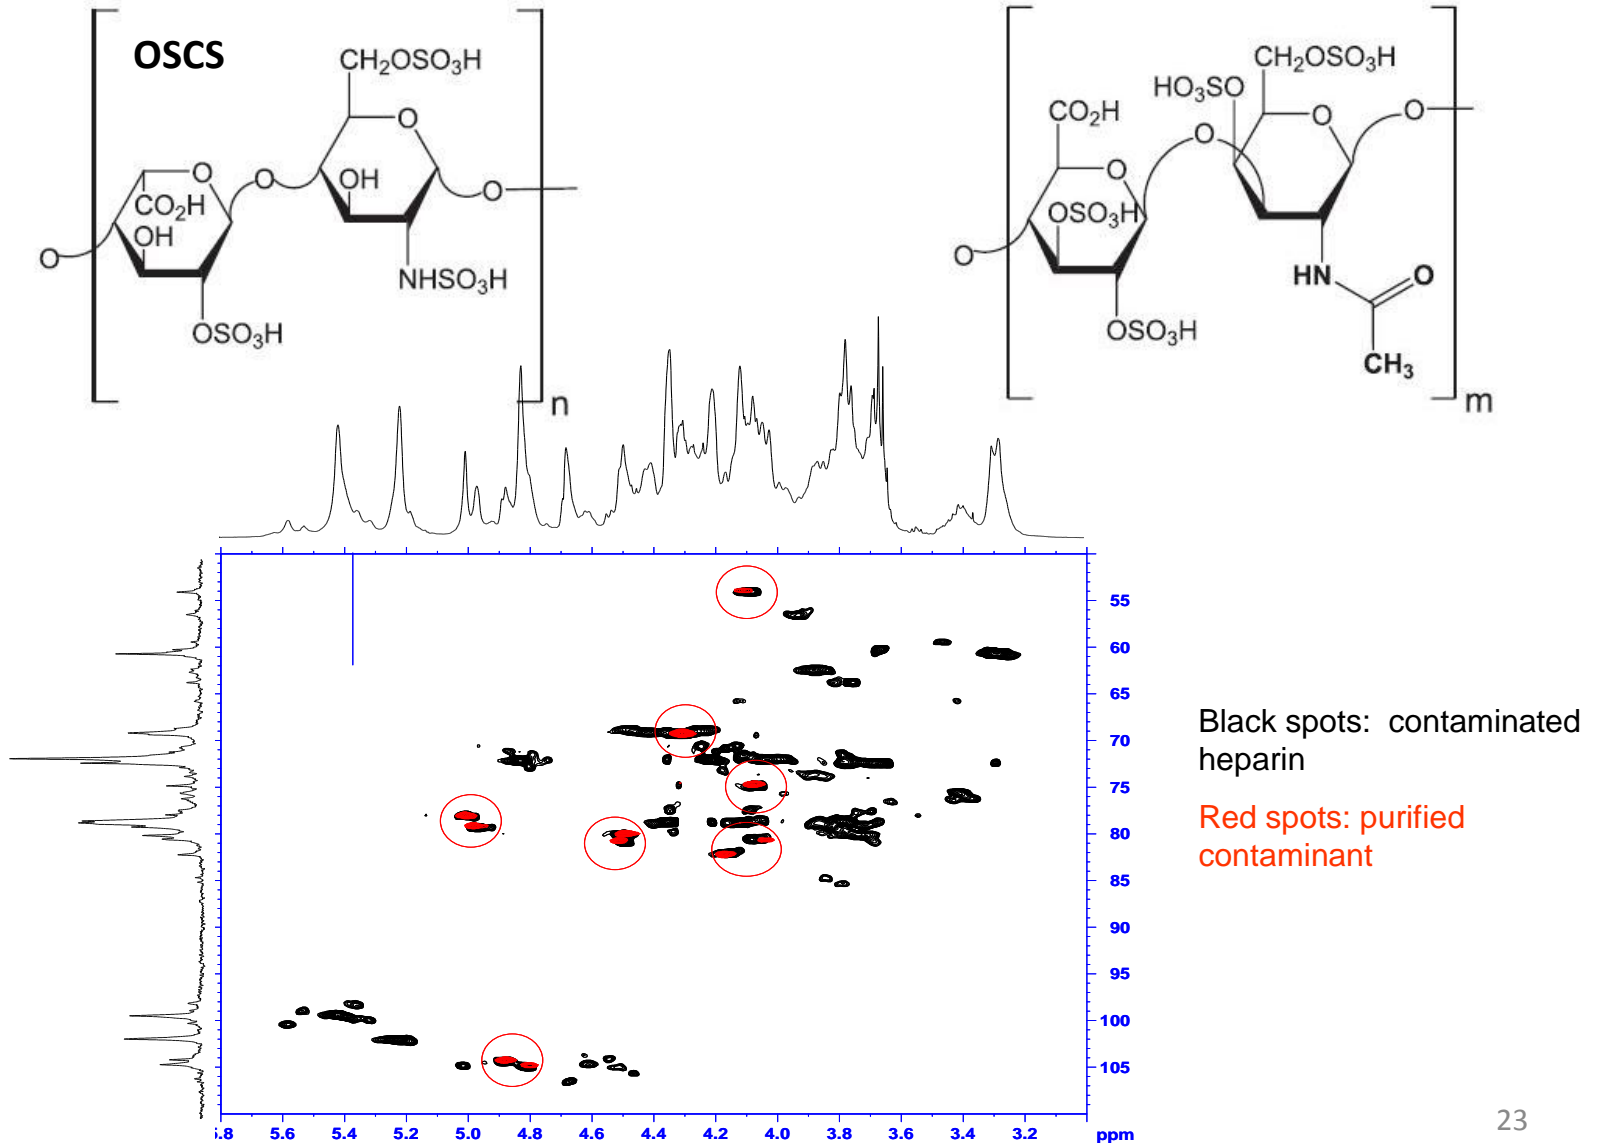 OSCS
CH2OSO3H
O
O
OH
CO2H
OH
O
O
O
NHSO3H
OSO3H
n
CH2OSO3H
HO3SO
O
O
CO2H
O
O
OSO3H
O
HN
O
OSO3H
CH3
m
55
60
65
70
75
80
85
90
95
100
105
Black spots: contaminated
heparin
Red spots: purified
contaminant
.8 5.6 5.4 5.2 5.0 4.8 4.6 4.4 4.2 4.0 3.8 3.6 3.4 3.2 ppm
23